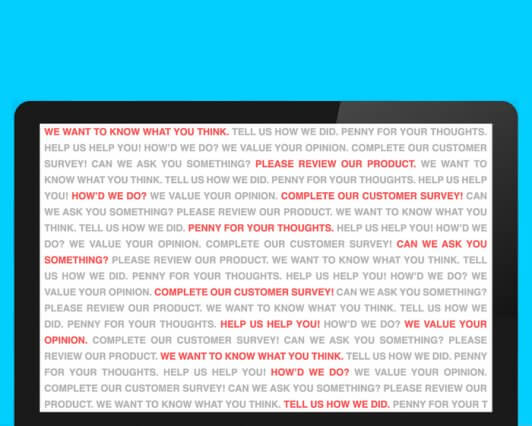 WE WANT TO KNOW WHAT YOU THINK. TELL US HOW WE DID. PENNY FOR YOUR THOUGHTS.
HELP US HELP YOU! HOW'D WE DO? WE VALUE YOUR OPINION. COMPLETE OUR CUSTOMER
SURVEY! CAN WE ASK YOU SOMETHING? PLEASE REVIEW OUR PRODUCT. WE WANT TO
KNOW WHAT YOU THINK. TELL US HOW WE DID. PENNY FOR YOUR THOUGHTS. HELP US HELP
YOU! HOW'D WE DO? WE VALUE YOUR OPINION. COMPLETE OUR CUSTOMER SURVEY! CAN
WE ASK YOU SOMETHING? PLEASE REVIEW OUR PRODUCT. WE WANT TO KNOW WHAT YOU
THINK. TELL US HOW WE DID. PENNY FOR YOUR THOUGHTS. HELP US HELP YOU! HOW'D WE
DO? WE VALUE YOUR OPINION. COMPLETE OUR CUSTOMER SURVEY! CAN WE ASK YOU
SOMETHING? PLEASE REVIEW OUR PRODUCT. WE WANT TO KNOW WHAT YOU THINK. TELL
US HOW WE DID. PENNY FOR YOUR THOUGHTS. HELP US HELP YOU! HOW'D WE DO? WE
VALUE YOUR OPINION. COMPLETE OUR CUSTOMER SURVEY! CAN WE ASK YOU SOMETHING?
PLEASE REVIEW OUR PRODUCT. WE WANT TO KNOW WHAT YOU THINK. TELL US HOW WE
DID. PENNY FOR YOUR THOUGHTS. HELP US HELP YOU! HOW'D WE DO? WE VALUE YOUR
OPINION. COMPLETE OUR CUSTOMER SURVEY! CAN WE ASK YOU SOMETHING? PLEASE
REVIEW OUR PRODUCT. WE WANT TO KNOW WHAT YOU THINK. TELL US HOW WE DID. PENNY
FOR YOUR THOUGHTS. HELP US HELP YOU! HOW'D WE DO? WE VALUE YOUR OPINION.
COMPLETE OUR CUSTOMER SURVEY! CAN WE ASK YOU SOMETHING? PLEASE REVIEW OUR
PRODUCT. WE WANT TO KNOW WHAT YOU THINK. TELL US HOW WE DID. PENNY FOR YOUR T